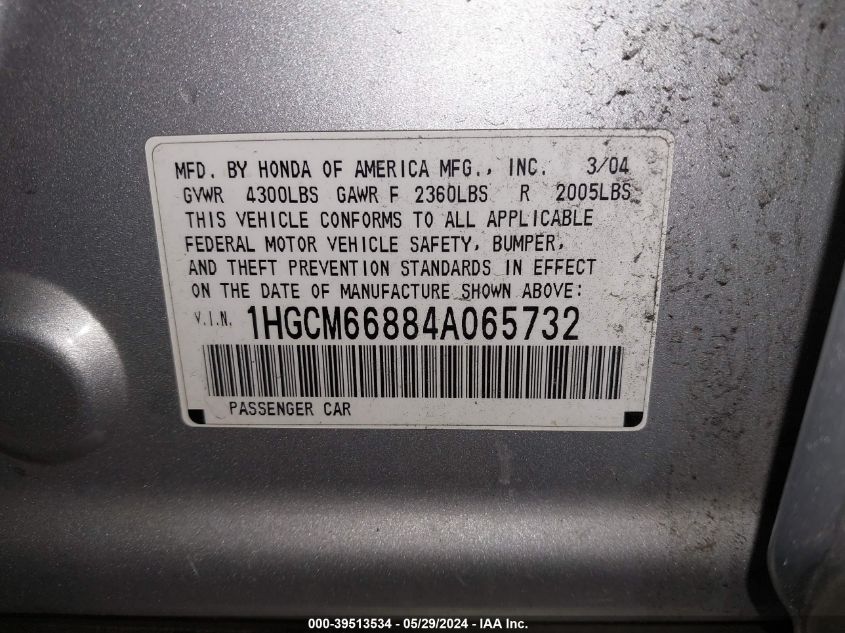 MFD. BY HONDA OF AMERICA MFG., INC. 3/04
GVWR 4300LBS GAWR F 2360LBS R 2005LBS
THIS VEHICLE CONFORMS TO ALL APPLICABLE
FEDERAL MOTOR VEHICLE SAFETY, BUMPER,
AND THEFT PREVENTION STANDARDS IN EFFECT
ON THE DATE OF MANUFACTURE SHOWN ABOVE:
V.I.N. 1HGCM66884A065732
PASSENGER CAR
000-39513534 - 05/29/2024 - IAA Inc.